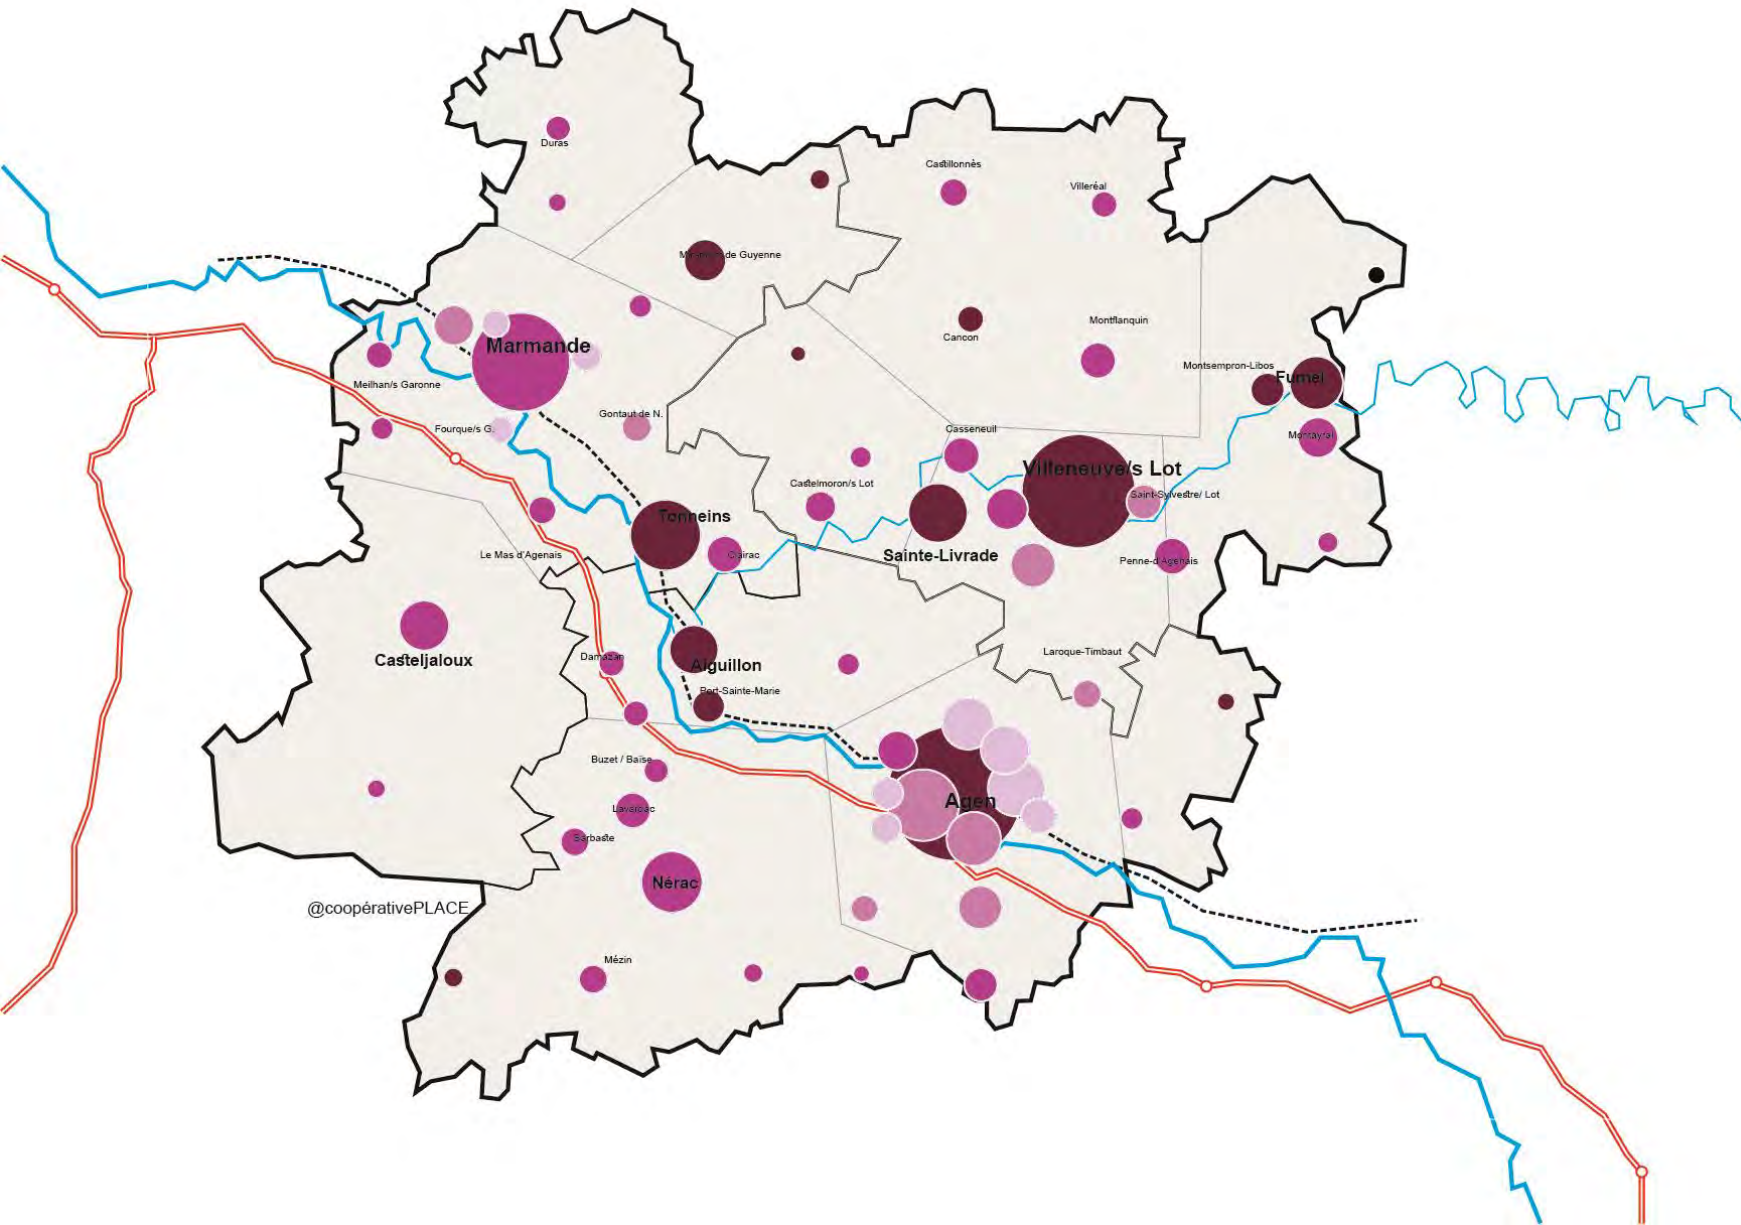 Duras
Castillonnès
Villeréal
Miramont de Guyenne
Montflanquin
Cancon
Marmande
Montsempron-Libos
Fumel
Meilhan/s Garonne
Gontaut de N.
Fourque/s G.
Casseneuil
Montayral
Villeneuve/s Lot
Castelmoron/s Lot
Saint-Sylvestre/ Lot
Tonneins
Le Mas d'Agenais
Clairac
Sainte-Livrade
Penne-d'Agenais
Casteljaloux
Damazan
Aiguillon
Laroque-Timbaut
Port-Sainte-Marie
Buzet / Baïse
Agen
Lavardac
Barbaste
Nérac
@coopérativePLACE
Mézin